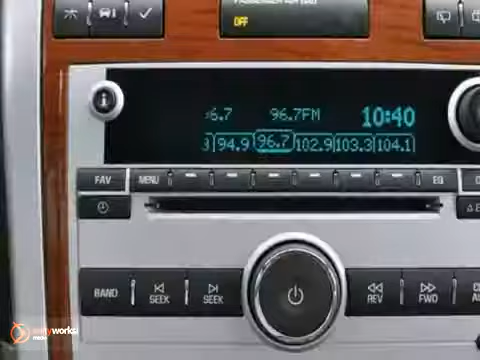 OFF
6.7 96.7FM 10:40
3 94.9 96.7 102.9 103.3 104.1
FAV MENU EQ
BAND SEEK SEEK REV FWD